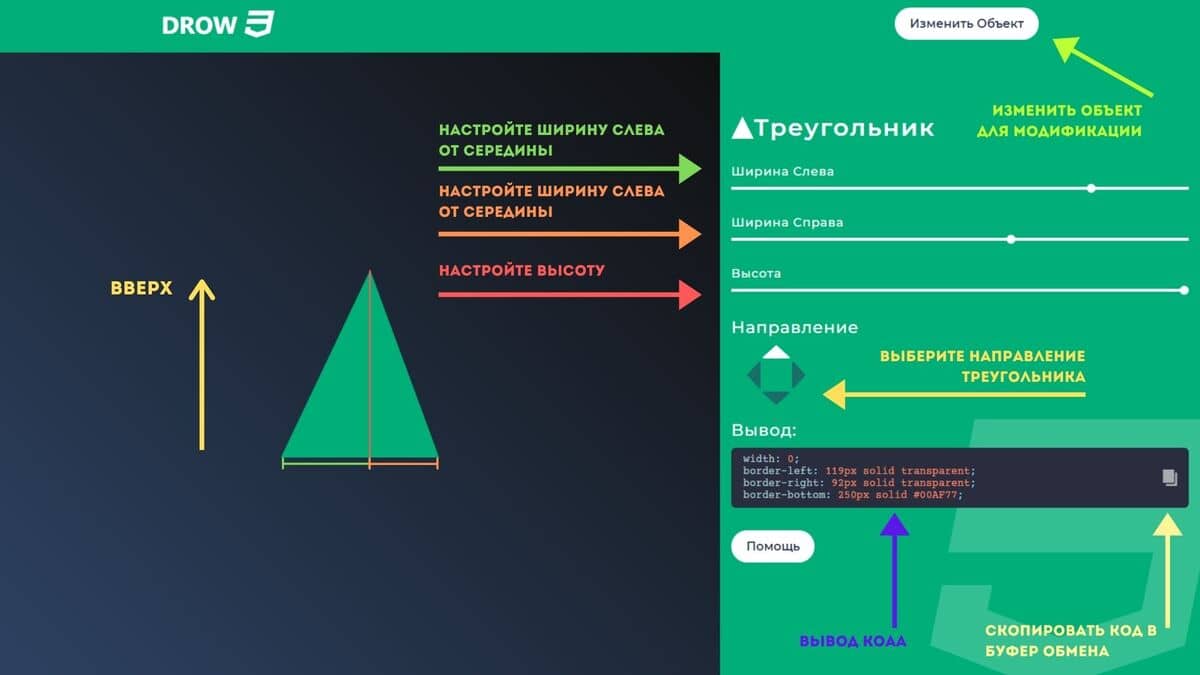 DROW
Изменить Объект
ИЗМЕНИТЬ ОБЪЕКТ
ДЛЯ МОДИФИКАЦИИ
НАСТРОЙТЕ ШИРИНУ СЛЕВА
ОТ СЕРЕДИНЫ
НАСТРОЙТЕ ШИРИНУ СЛЕВА
ОТ СЕРЕДИНЫ
НАСТРОЙТЕ ВЫСОТУ
ВВЕРХ
Треугольник
Ширина Слева
Ширина Справа
Высота
Направление
ВЫБЕРИТЕ НАПРАВЛЕНИЕ
ТРЕУГОЛЬНИКА
Вывод:
width: 0;
border-left: 119px solid transparent;
border-right: 92px solid transparent;
border-bottom: 250px solid #00AF77;
Помощь
ВЫВОД КОДА
СКОПИРОВАТЬ КОД В
БУФЕР ОБМЕНА